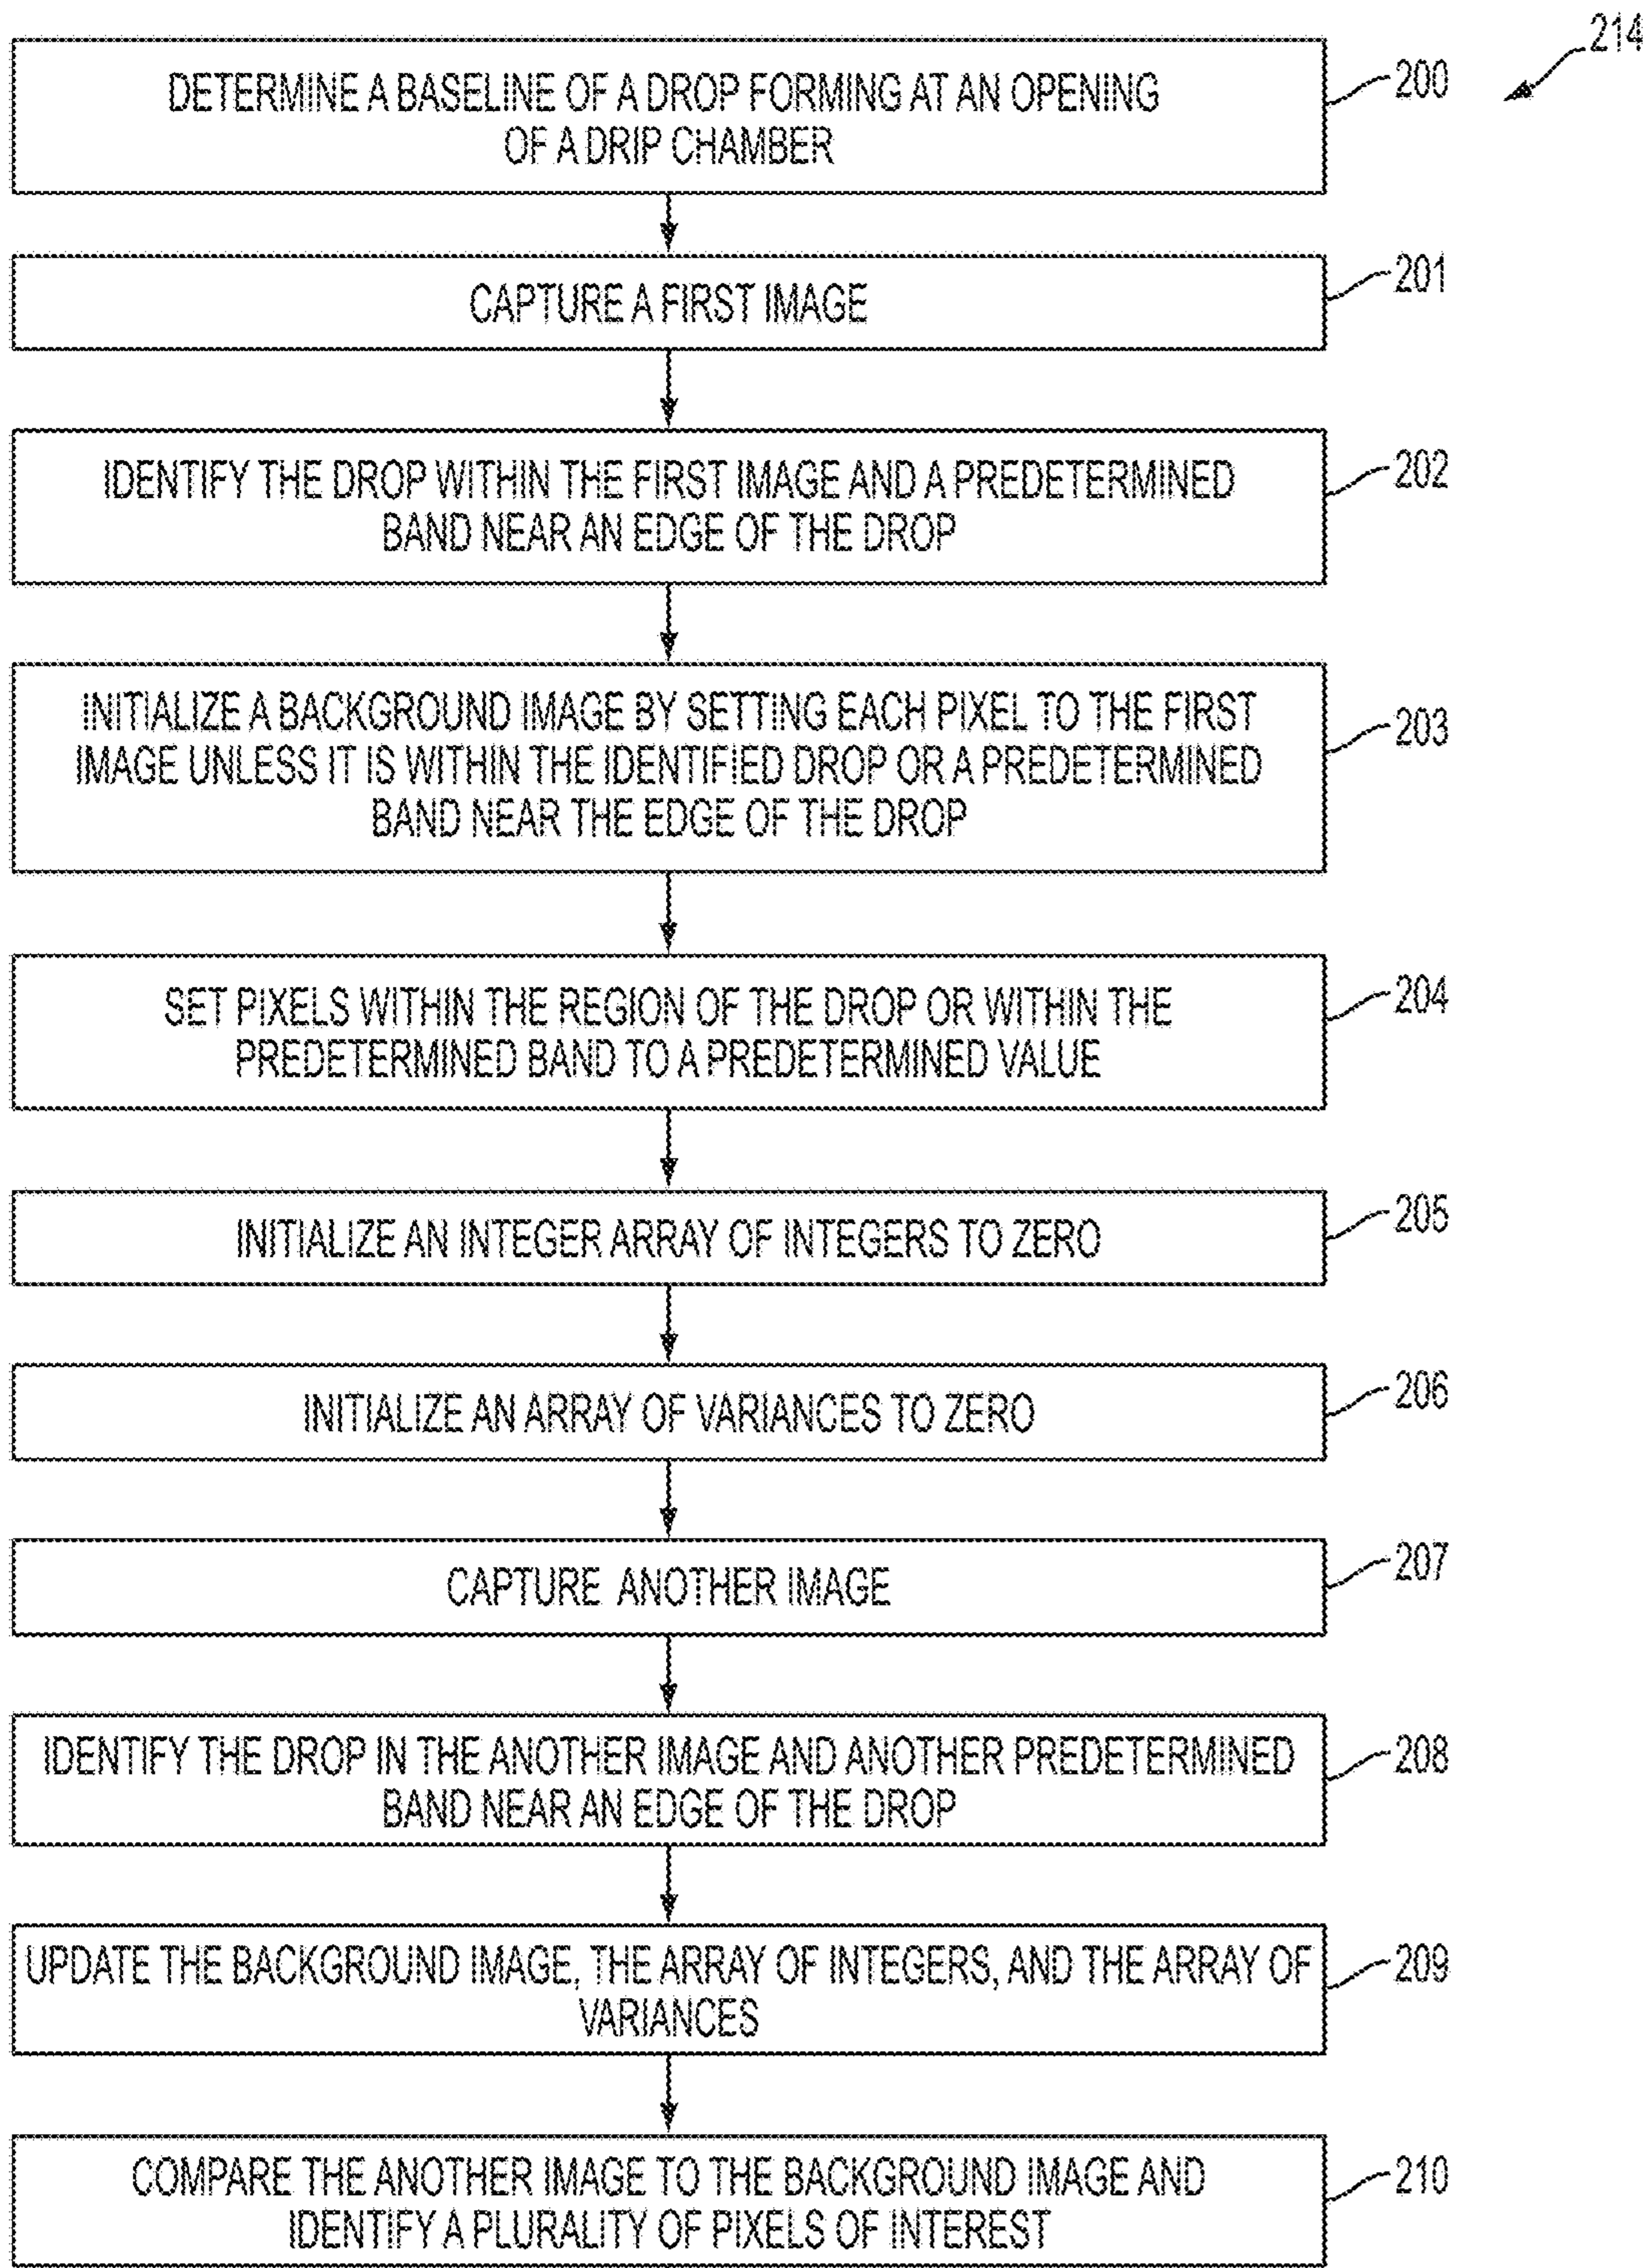 214
DETERMINE A BASELINE OF A DROP FORMING AT AN OPENING
OF A DRIP CHAMBER
200
CAPTURE A FIRST IMAGE
201
IDENTIFY THE DROP WITHIN THE FIRST IMAGE AND A PREDETERMINED
BAND NEAR AN EDGE OF THE DROP
202
INITIALIZE A BACKGROUND IMAGE BY SETTING EACH PIXEL TO THE FIRST
IMAGE UNLESS IT IS WITHIN THE IDENTIFIED DROP OR A PREDETERMINED
BAND NEAR THE EDGE OF THE DROP
203
SET PIXELS WITHIN THE REGION OF THE DROP OR WITHIN THE
PREDETERMINED BAND TO A PREDETERMINED VALUE
204
INITIALIZE AN INTEGER ARRAY OF INTEGERS TO ZERO
205
INITIALIZE AN ARRAY OF VARIANCES TO ZERO
206
CAPTURE ANOTHER IMAGE
207
IDENTIFY THE DROP IN THE ANOTHER IMAGE AND ANOTHER PREDETERMINED
BAND NEAR AN EDGE OF THE DROP
208
UPDATE THE BACKGROUND IMAGE, THE ARRAY OF INTEGERS, AND THE ARRAY OF
VARIANCES
209
COMPARE THE ANOTHER IMAGE TO THE BACKGROUND IMAGE AND
IDENTIFY A PLURALITY OF PIXELS OF INTEREST
210